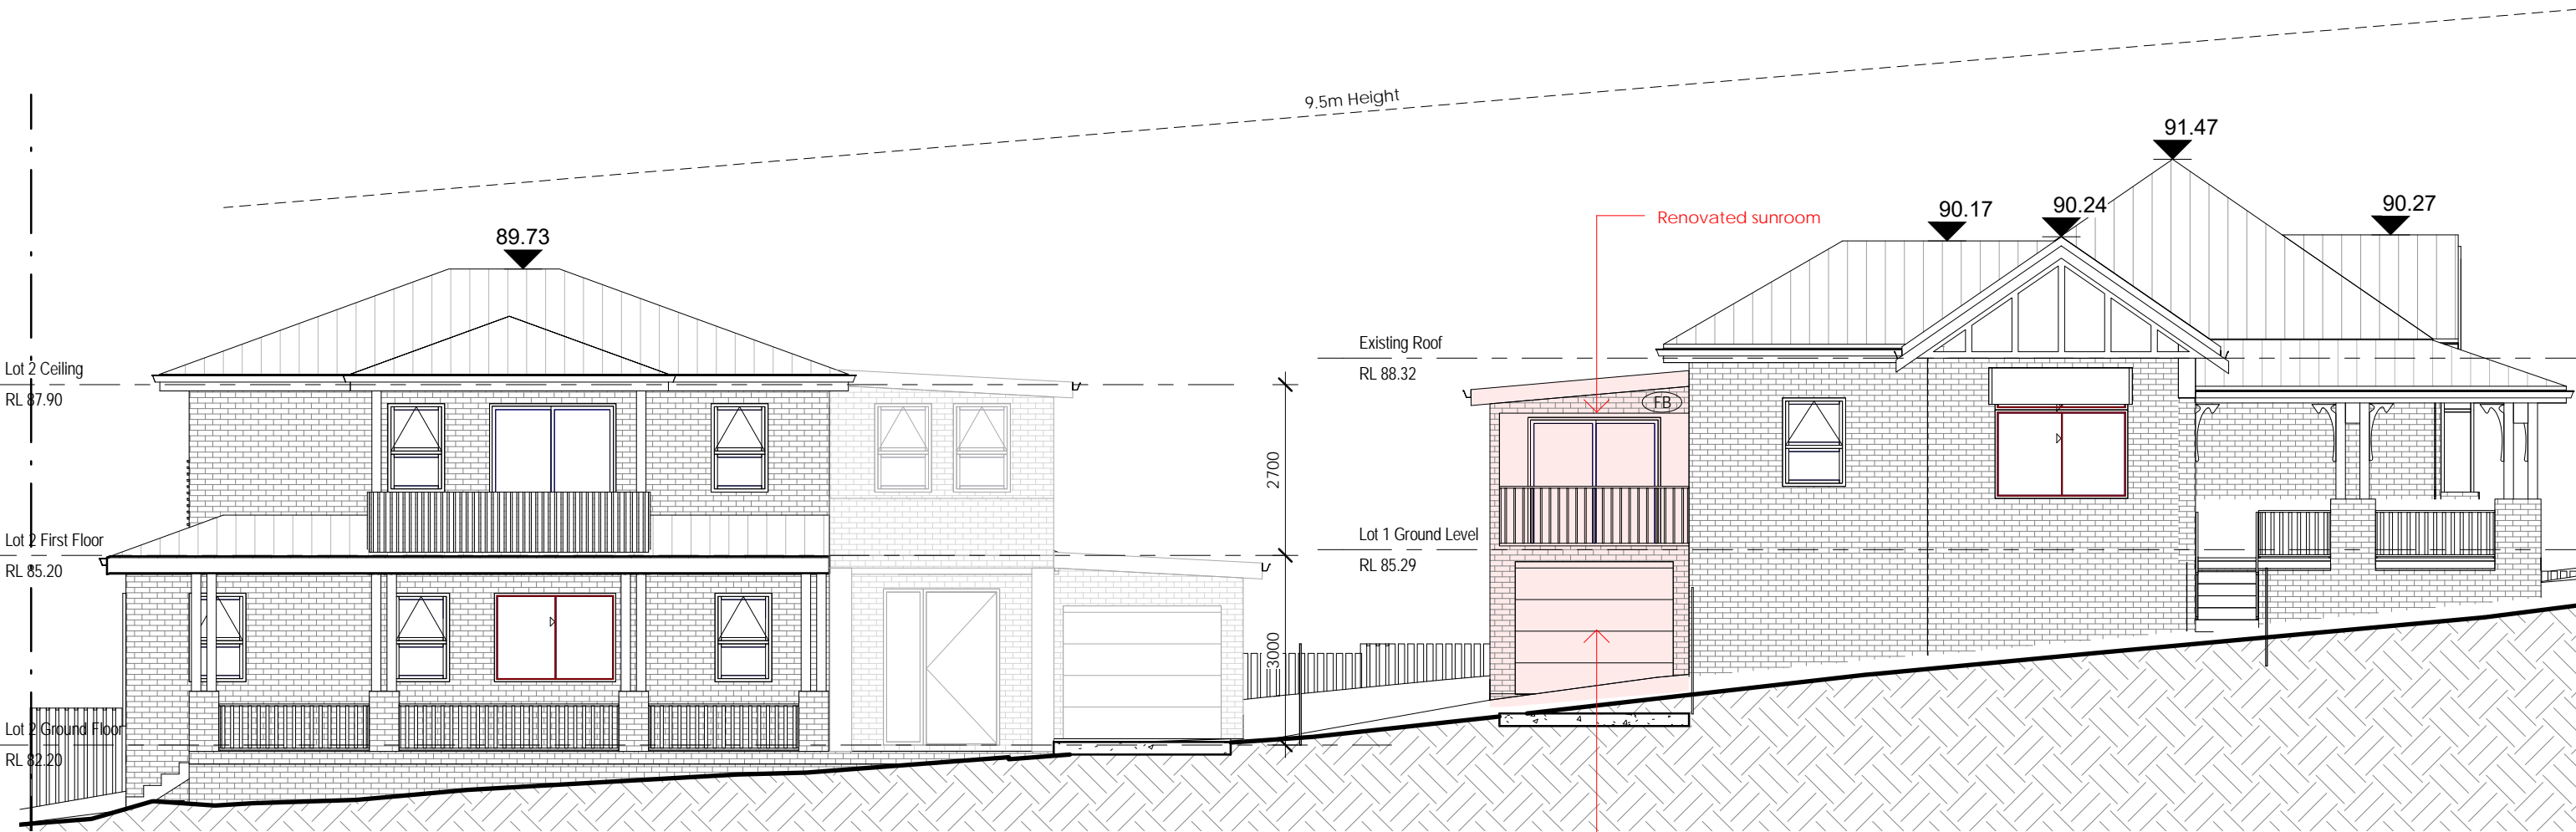 9.5m Height
91.47
90.17
90.24
90.27
Renovated sunroom
89.73
Existing Roof
RL 88.32
Lot 2 Ceiling
RL 87.90
FB
2700
Lot 1 Ground Level
RL 85.29
Lot 2 First Floor
RL 85.20
3000
Lot 2 Ground Floor
RL 82.20